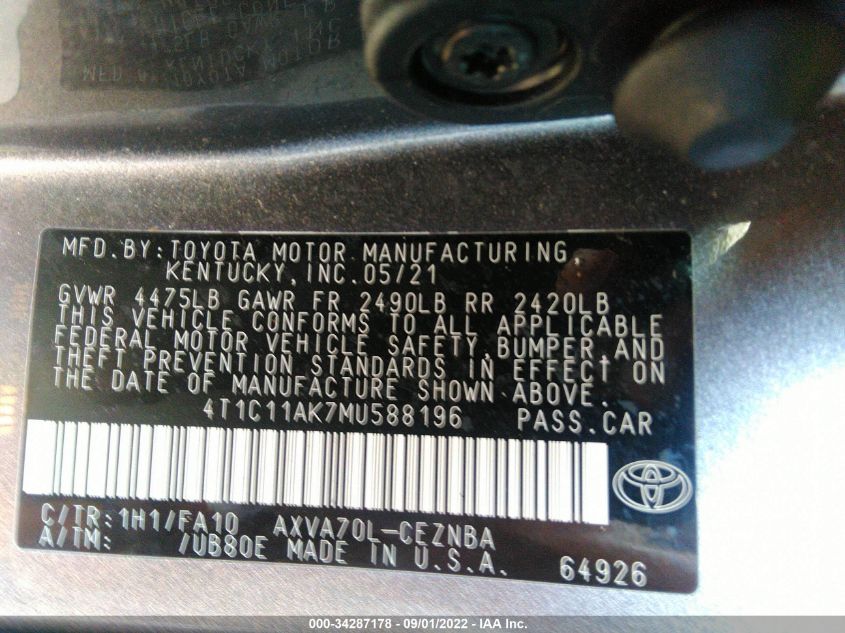 MFD. BY: TOYOTA MOTOR MANUFACTURING,
KENTUCKY, INC. 05/21
GVWR 4475LB GAWR FR 2490LB RR 2420LB
THIS VEHICLE CONFORMS TO ALL APPLICABLE
FEDERAL MOTOR VEHICLE SAFETY, BUMPER, AND
THEFT PREVENTION STANDARDS IN EFFECT ON
THE DATE OF MANUFACTURE SHOWN ABOVE.
4T1C11AK7MU588196 PASS. CAR
C/TR: 1H1/FA10 AXVA70L-CEZNBA
A/TM: /UB80E MADE IN U.S.A.
64926
000-34287178 - 09/01/2022 - IAA Inc.